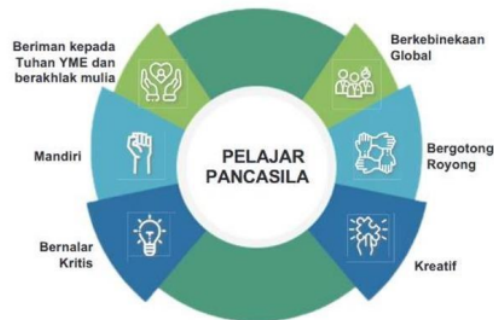 Beriman kepada
Tuhan YME dan
berakhlak mulia
Berkebinekaan
Global
Mandiri
PELAJAR
PANCASILA
Bergotong
Royong
Bernalar
Kritis
Kreatif